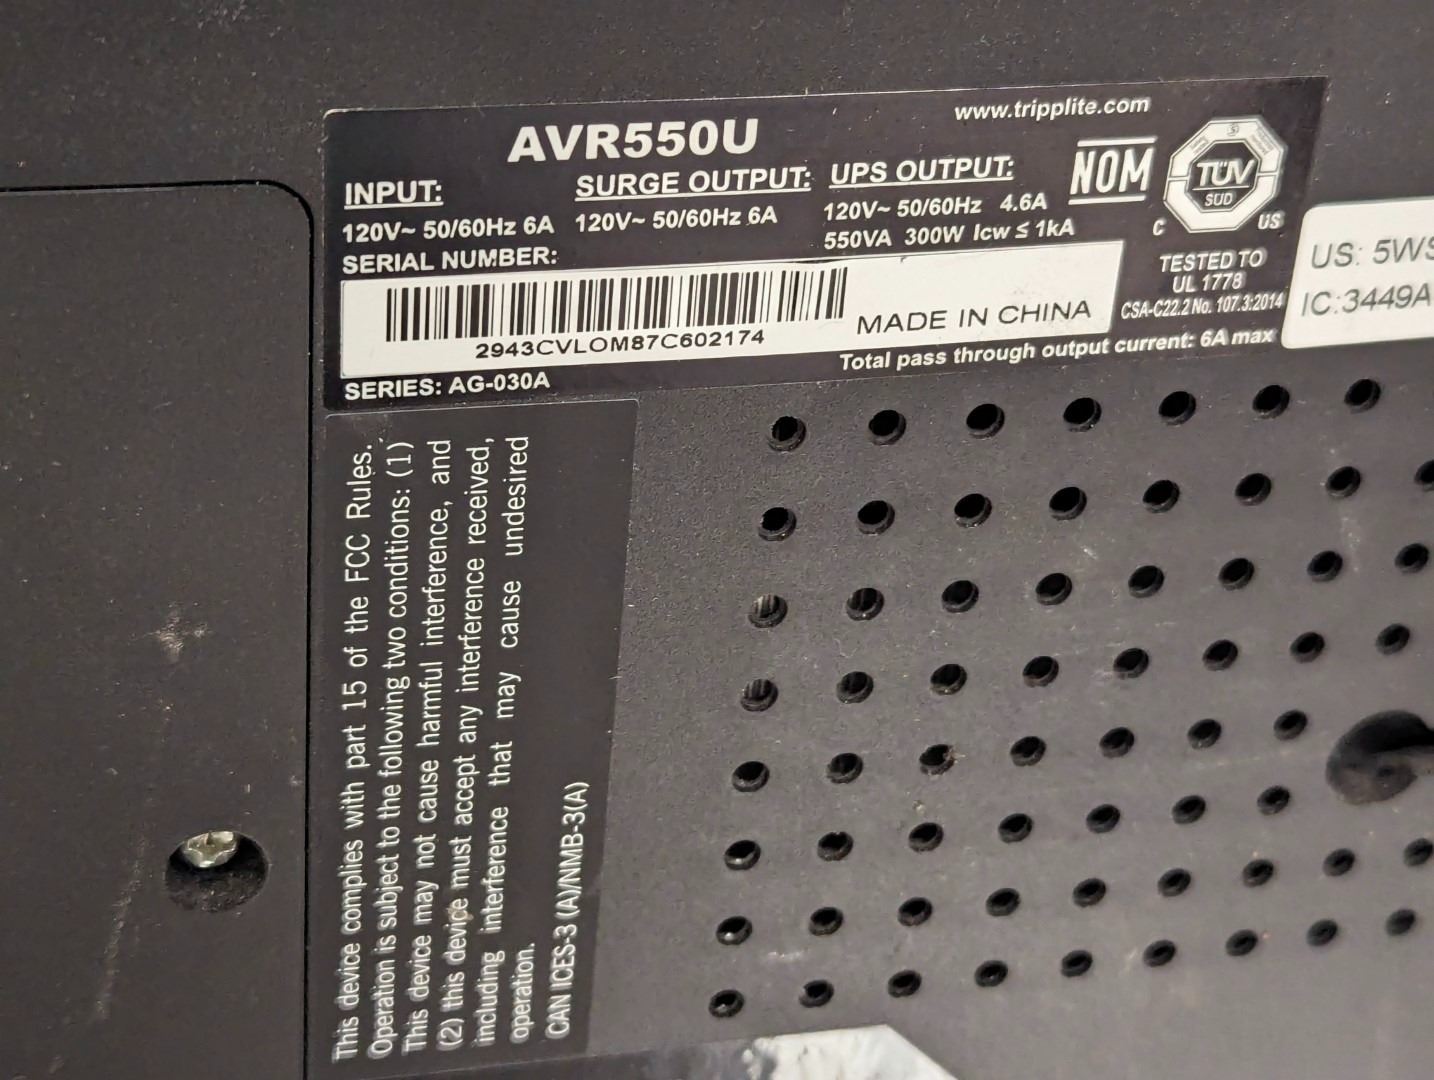 www.tripplite.com
AVR550U
INPUT:
120V~ 50/60Hz 6A
SURGE OUTPUT:
120V~ 50/60Hz 6A
UPS OUTPUT:
120V~ 50/60Hz 4.6A
550VA 300W Icw ≤ 1kA
NOM
TÜV
SUD
C US
TESTED TO
UL 1778
CSA-C22.2 No. 107.3:2014
SERIAL NUMBER:
2943CVLOM87C602174
MADE IN CHINA
Total pass through output current: 6A max
SERIES: AG-030A
US: 5WS
IC:3449A
This device complies with part 15 of the FCC Rules.
Operation is subject to the following two conditions: (1)
This device may not cause harmful interference, and
(2) this device must accept any interference received,
including interference that may cause undesired
operation.
CAN ICES-3 (A)/NMB-3(A)